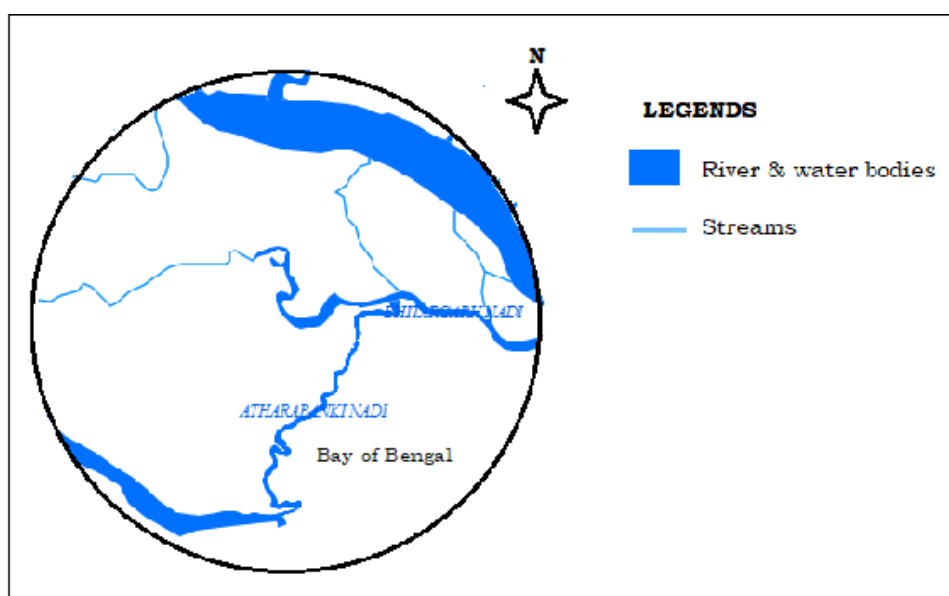 N
LEGENDS
River & water bodies
Streams
NADI
ATHARABANKI NADI
Bay of Bengal